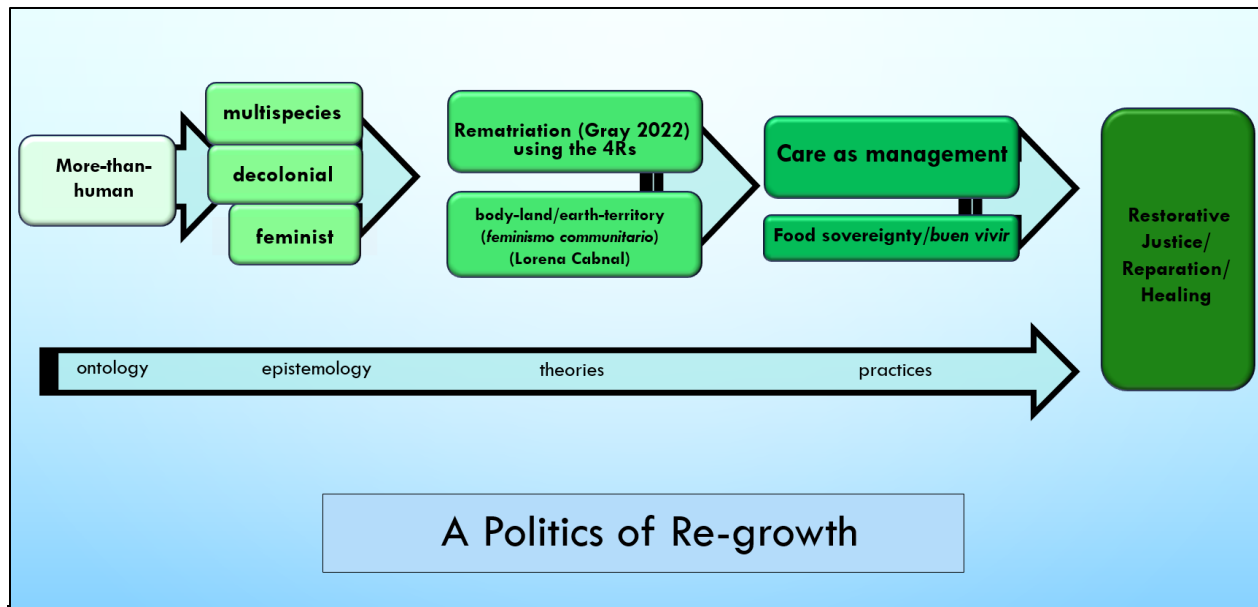 More-than-
human
multispecies
decolonial
feminist
Rematriation (Gray 2022)
using the 4Rs
body-land/earth-territory
(feminismo communitario)
(Lorena Cabnal)
Care as management
Food sovereignty/buen vivir
Restorative
Justice/
Reparation/
Healing
ontology
epistemology
theories
practices
A Politics of Re-growth